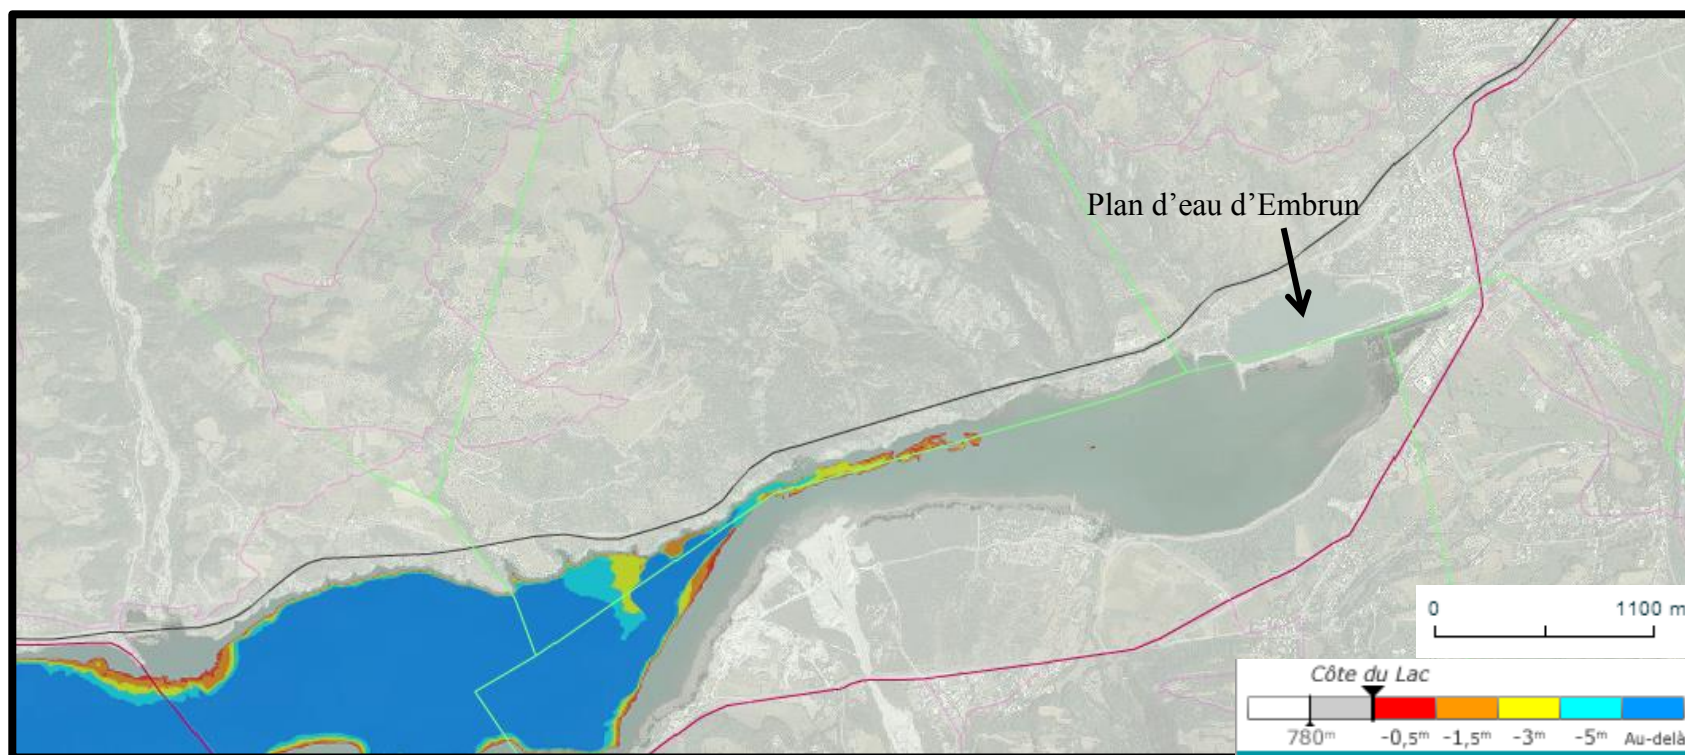 Plan d’eau d’Embrun
0 1100 m
Côte du Lac
780m -0,5m -1,5m -3m -5m Au-delà